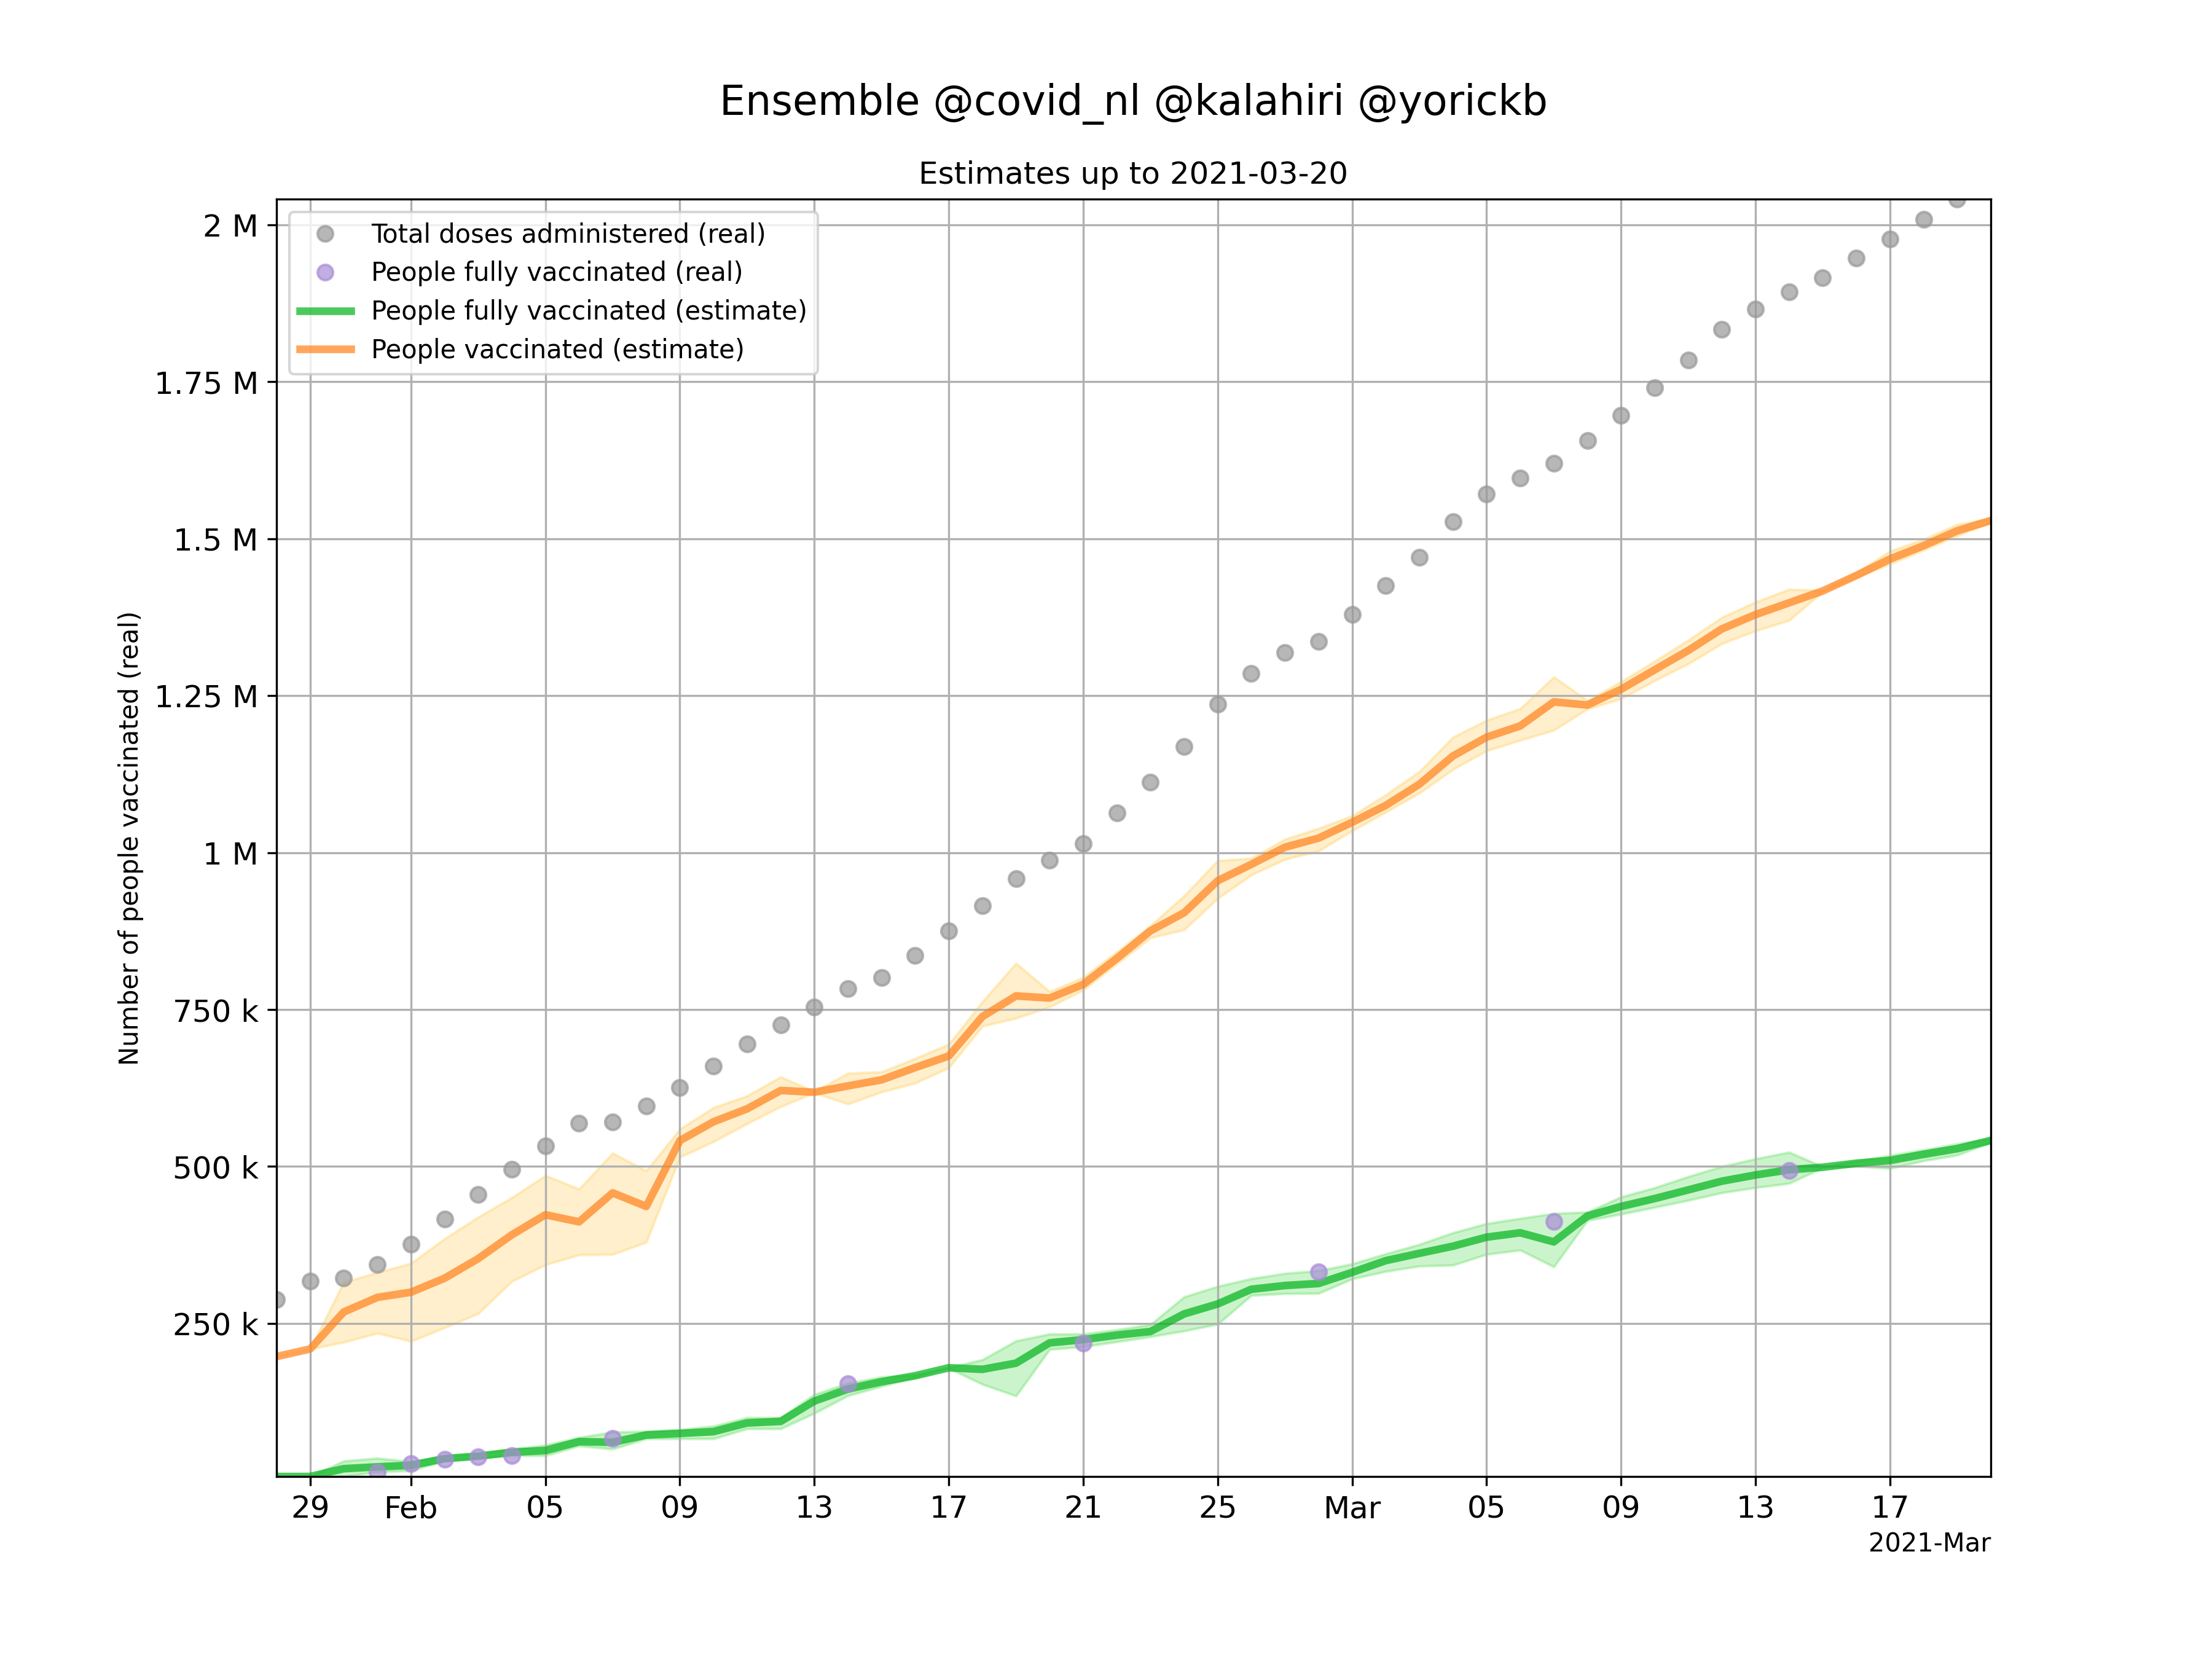 Ensemble @covid_nl @kalahiri @yorickb
Estimates up to 2021-03-20
Total doses administered (real)
People fully vaccinated (real)
People fully vaccinated (estimate)
People vaccinated (estimate)
Number of people vaccinated (real)
2 M
1.75 M
1.5 M
1.25 M
1 M
750 k
500 k
250 k
29 Feb 05 09 13 17 21 25 Mar 05 09 13 17
2021-Mar